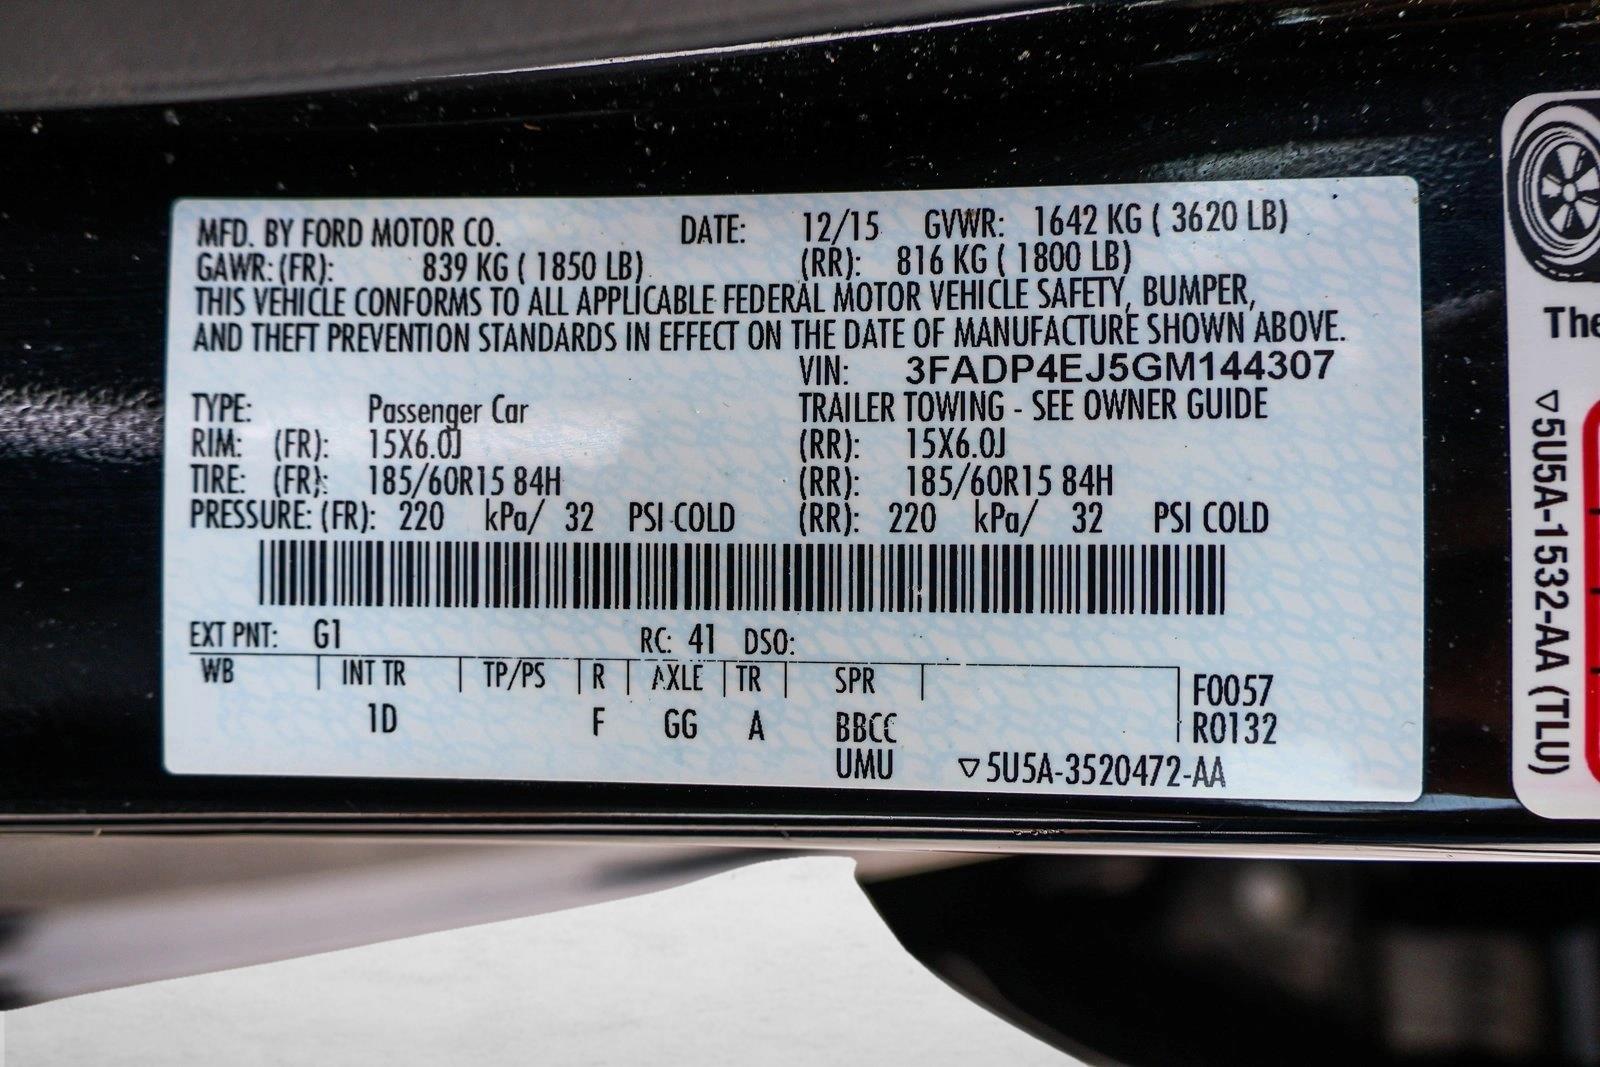 MFD. BY FORD MOTOR CO. DATE: 12/15 GVWR: 1642 KG ( 3620 LB)
GAWR: (FR): 839 KG ( 1850 LB) (RR): 816 KG ( 1800 LB)
THIS VEHICLE CONFORMS TO ALL APPLICABLE FEDERAL MOTOR VEHICLE SAFETY, BUMPER,
AND THEFT PREVENTION STANDARDS IN EFFECT ON THE DATE OF MANUFACTURE SHOWN ABOVE.
VIN: 3FADP4EJ5GM144307
TYPE: Passenger Car TRAILER TOWING - SEE OWNER GUIDE
RIM: (FR): 15X6.0J (RR): 15X6.0J
TIRE: (FR): 185/60R15 84H (RR): 185/60R15 84H
PRESSURE: (FR): 220 kPa/ 32 PSI COLD (RR): 220 kPa/ 32 PSI COLD
EXT PNT: G1 RC: 41 DSO:
WB | INT TR | TP/PS | R | AXLE | TR | SPR | F0057
1D F GG A BBCC R0132
UMU ▽5U5A-3520472-AA
The
▽5U5A-1532-AA (TLU)